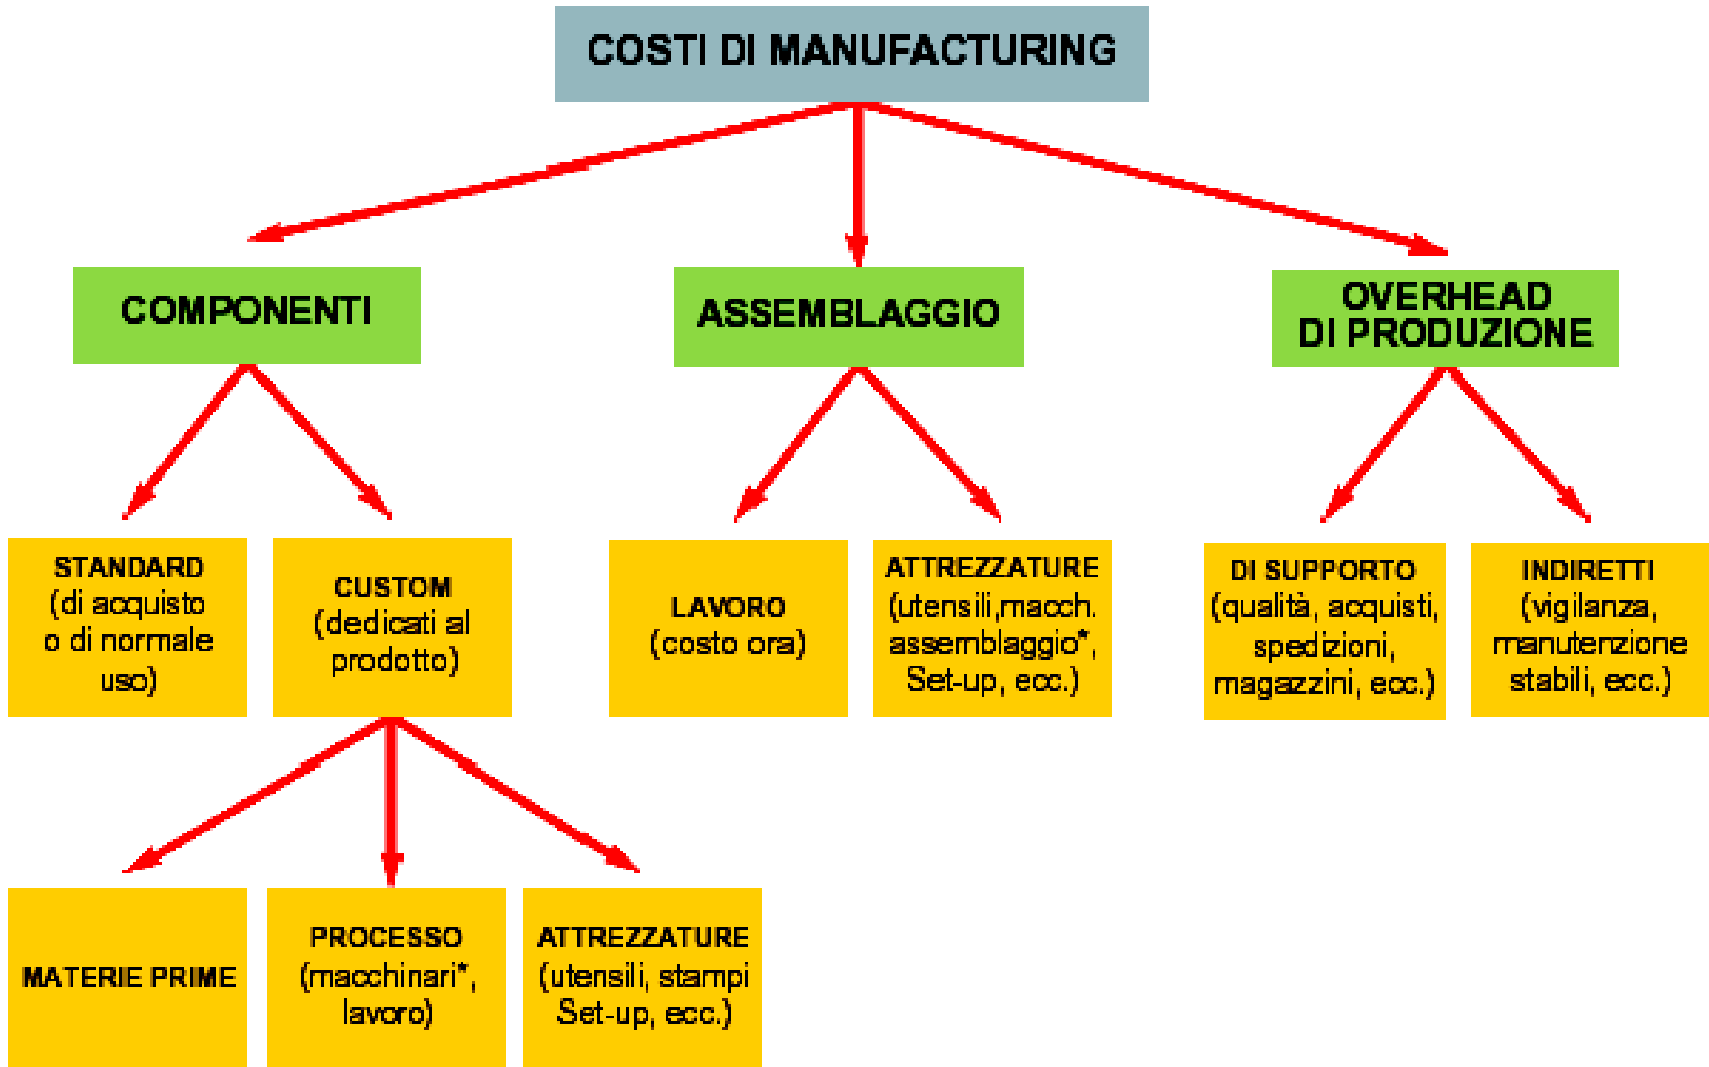 COSTI DI MANUFACTURING
COMPONENTI
ASSEMBLAGGIO
OVERHEAD
DI PRODUZIONE
STANDARD
(di acquisto
o di normale
uso)
CUSTOM
(dedicati al
prodotto)
LAVORO
(costo ora)
ATTREZZATURE
(utensili,macch.
assemblaggio*,
Set-up, ecc.)
DI SUPPORTO
(qualità, acquisti,
spedizioni,
magazzini, ecc.)
INDIRETTI
(vigilanza,
manutenzione
stabili, ecc.)
MATERIE PRIME
PROCESSO
(macchinari*,
lavoro)
ATTREZZATURE
(utensili, stampi
Set-up, ecc.)